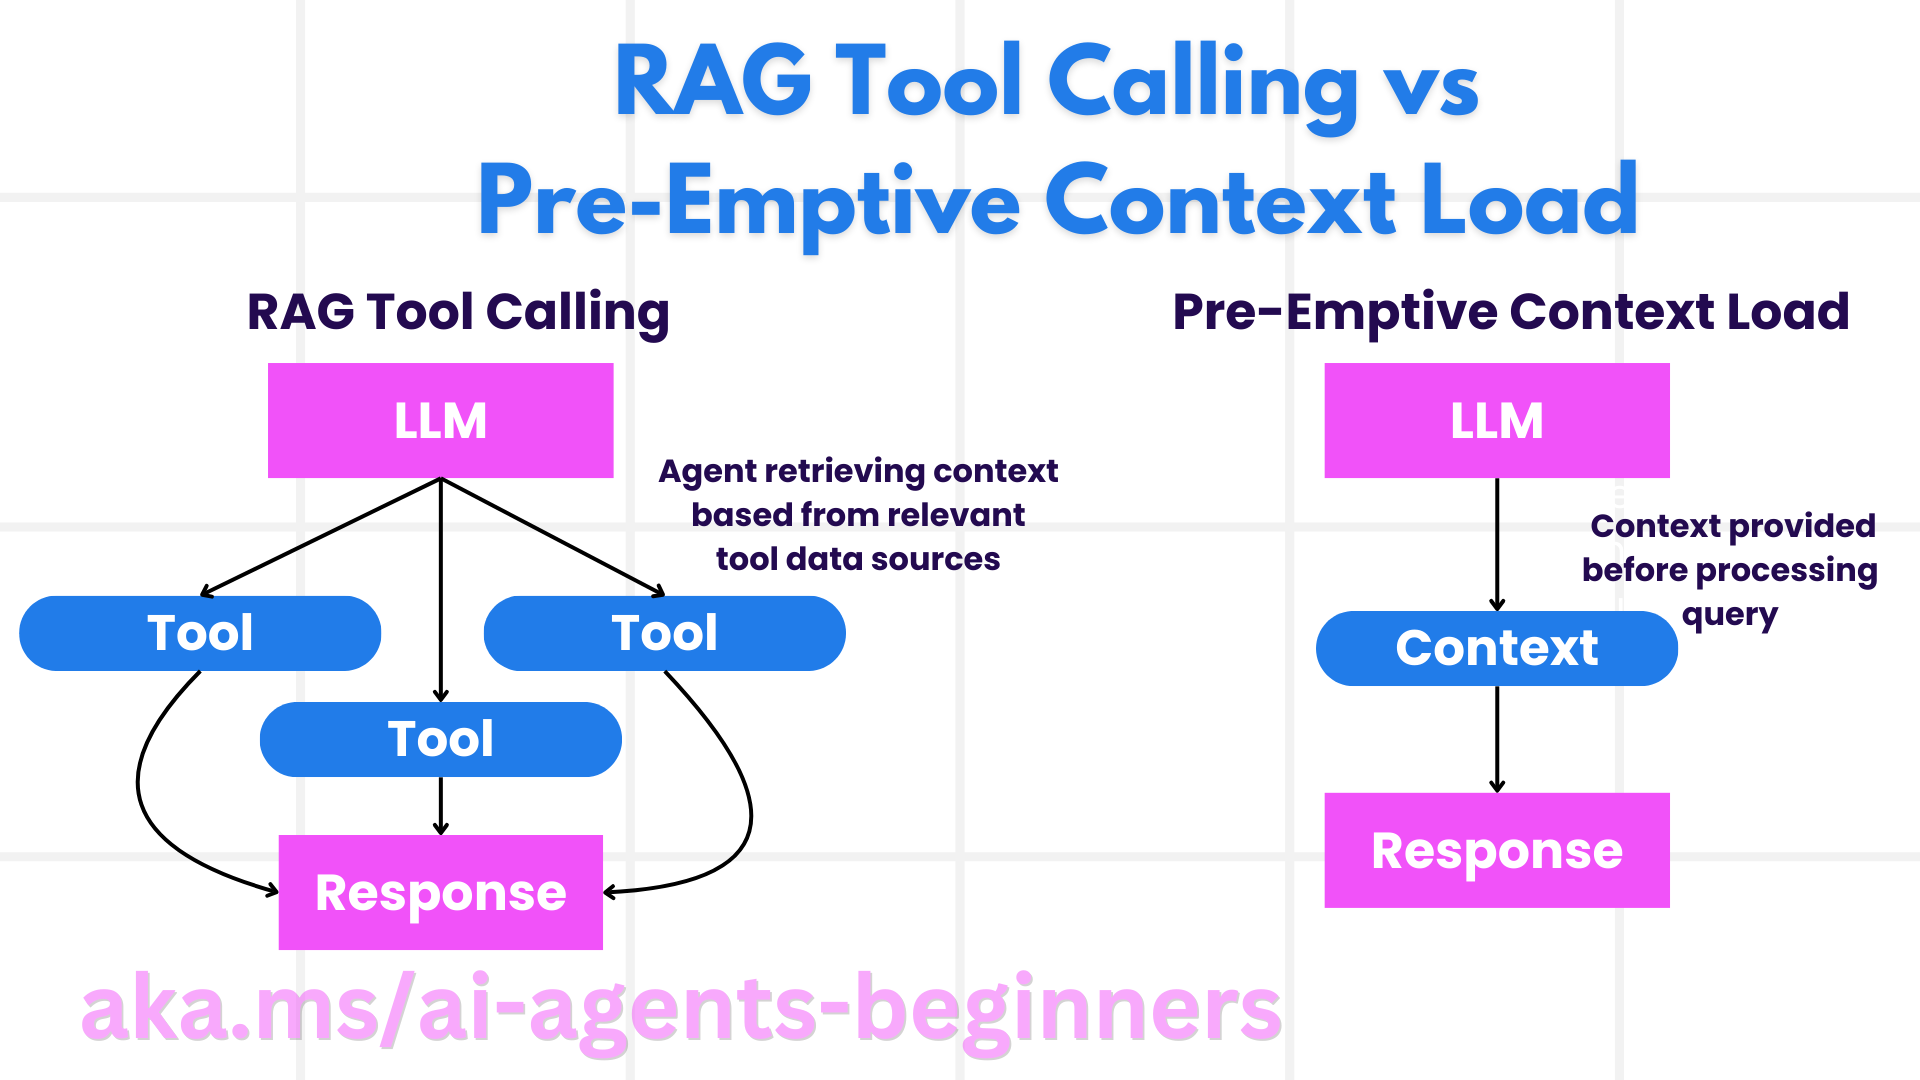 RAG Tool Calling vs
Pre-Emptive Context Load
RAG Tool Calling
LLM
Agent retrieving context
based from relevant
tool data sources
Tool
Tool
Tool
Response
Pre-Emptive Context Load
LLM
Context provided
before processing
query
Context
Response
aka.ms/ai-agents-beginners